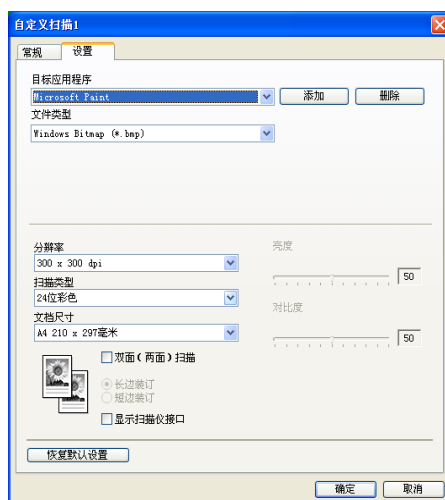 自定义扫描1
常规 设置
目标应用程序
Microsoft Paint 添加 删除
文件类型
Windows Bitmap (*.bmp)
分辨率
300 x 300 dpi
扫描类型
24位彩色
文档尺寸
A4 210 x 297毫米
亮度
50
对比度
50
双面(两面)扫描
长边装订
短边装订
显示扫描仪接口
恢复默认设置
确定 取消